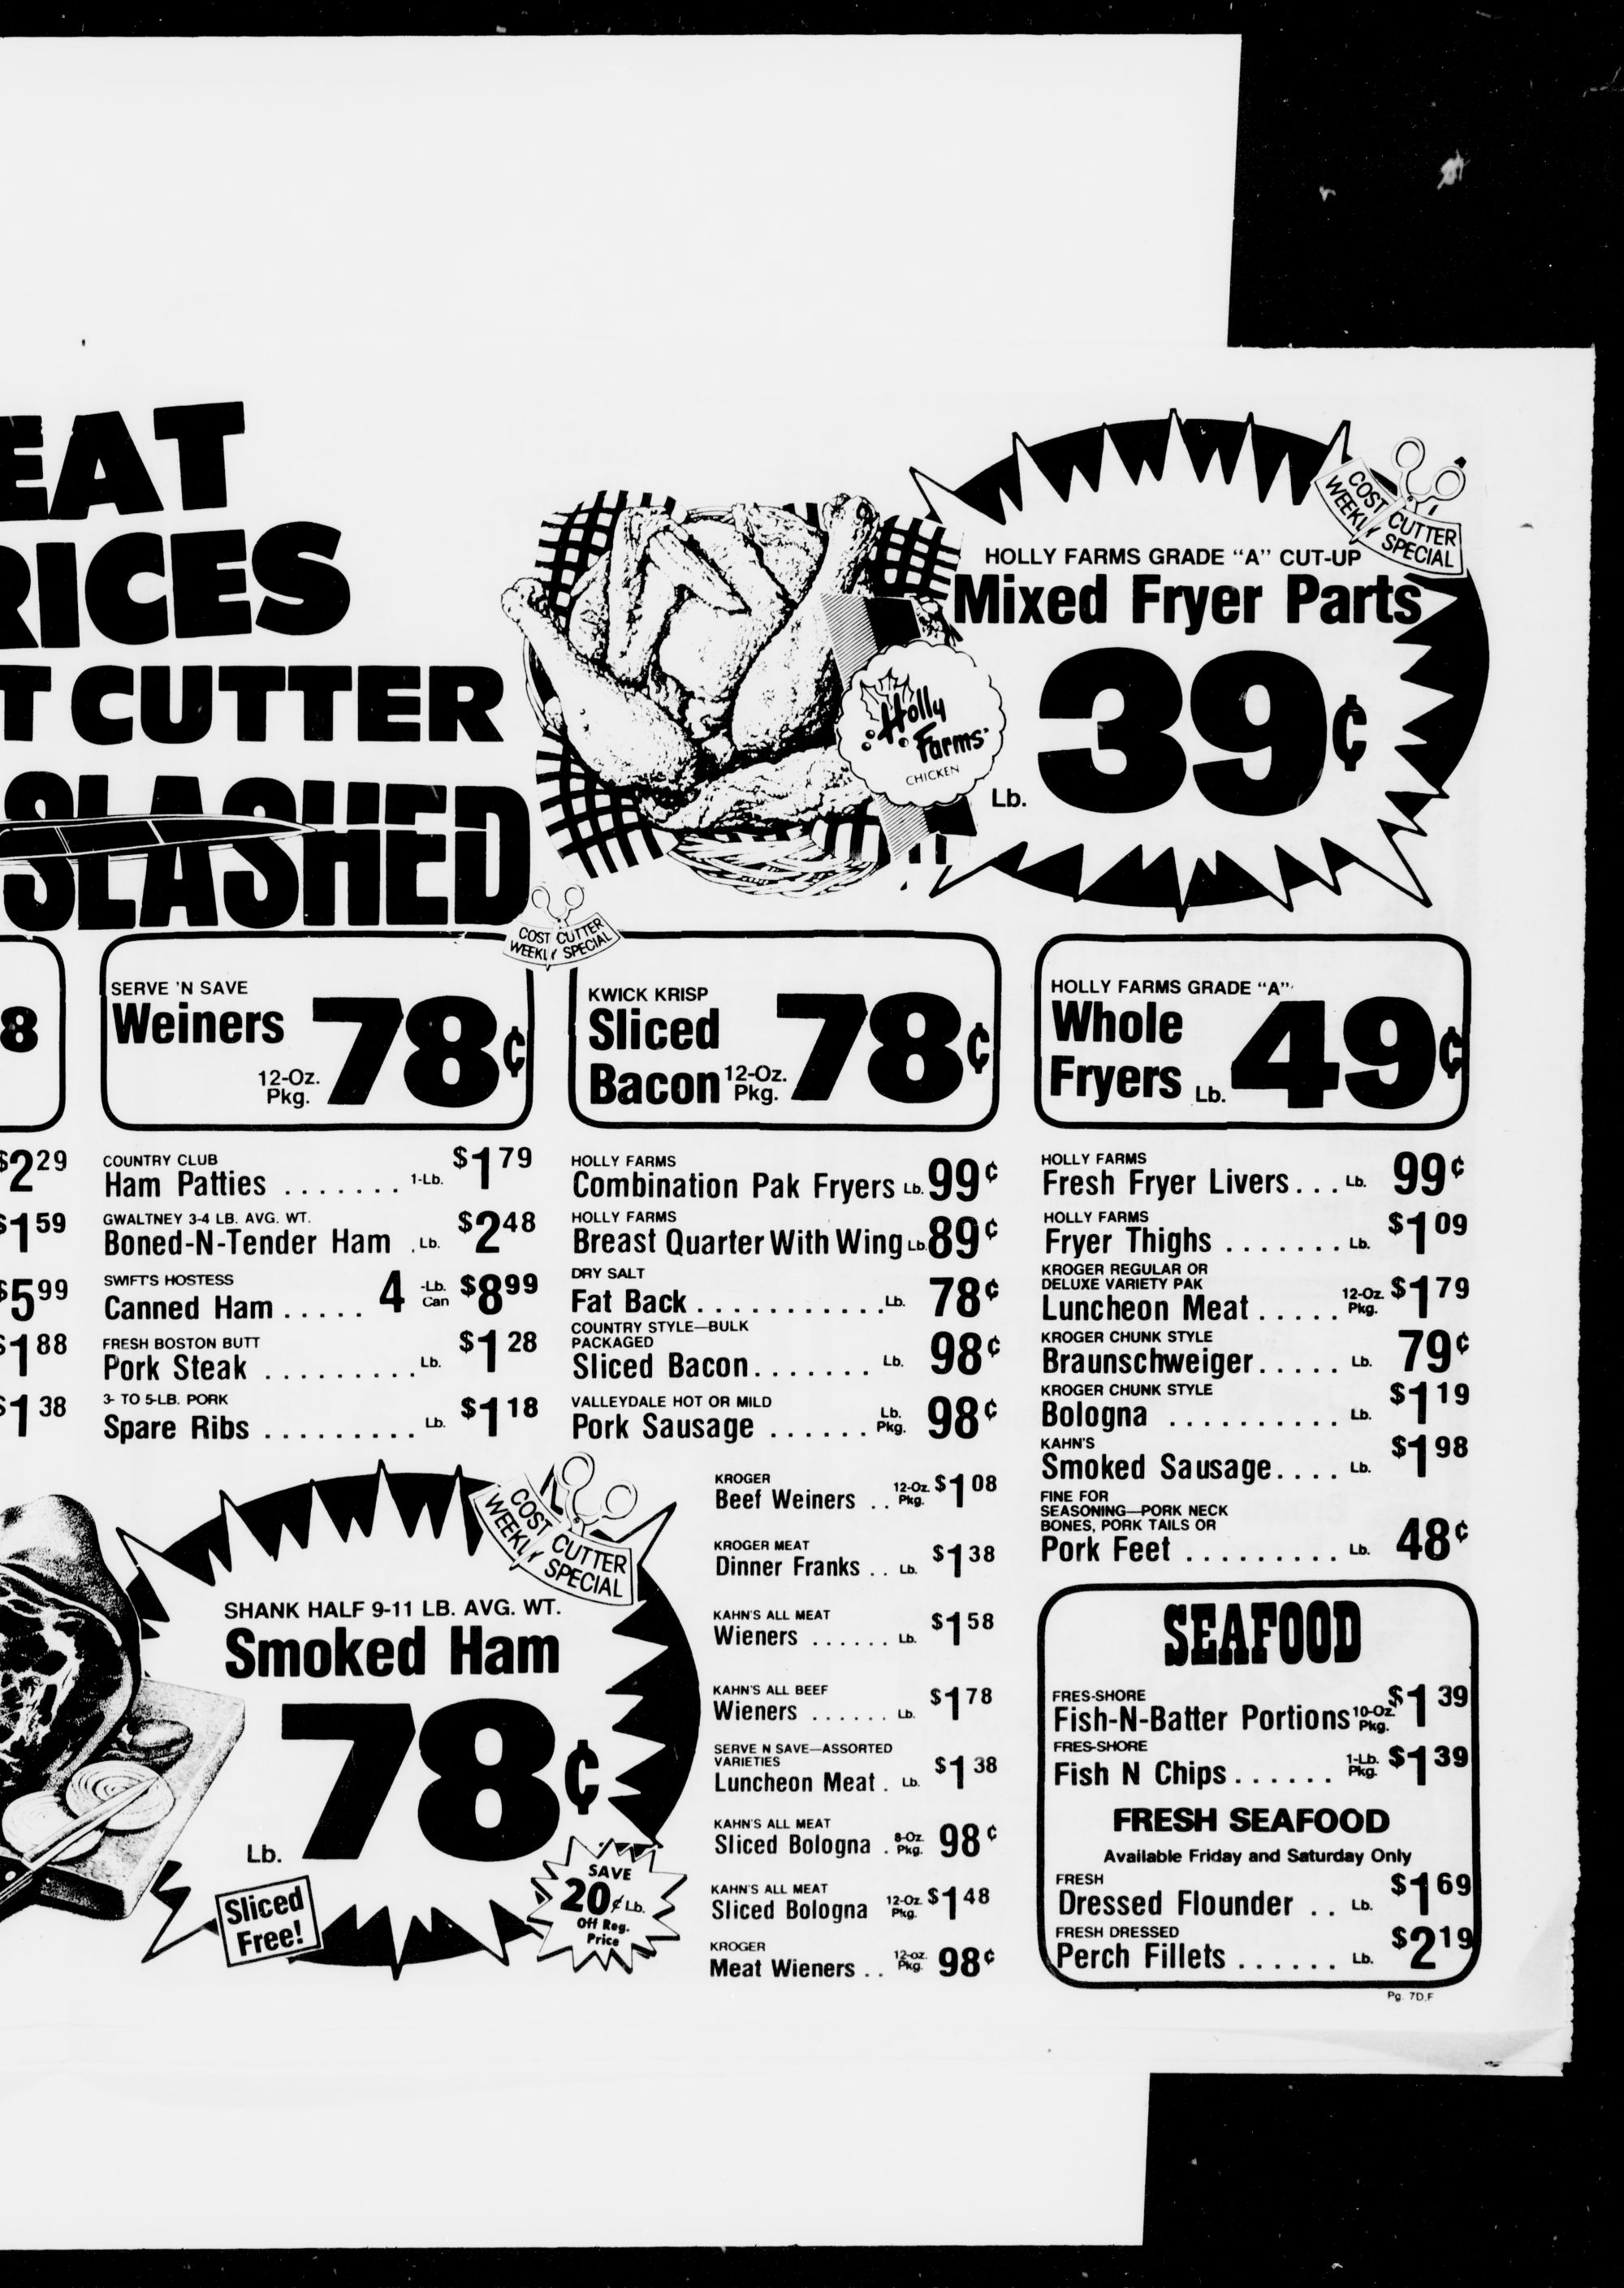 EAT
RICES
T CUTTER
SLASHED
HOLLY FARMS GRADE "A" CUT-UP
Mixed Fryer Parts
Lb. 39¢
COST CUTTER
WEEKLY SPECIAL
Holly
Farms
CHICKEN
COST CUTTER
WEEKLY SPECIAL
8
$2 29
$1 59
$5 99
$1 88
$1 38
SERVE 'N SAVE
Weiners
12-Oz.
Pkg.
78¢
KWICK KRISP
Sliced
Bacon
12-Oz.
Pkg.
78¢
HOLLY FARMS GRADE "A"
Whole
Fryers Lb.
49¢
COUNTRY CLUB
Ham Patties ....... 1-Lb. $1 79
GWALTNEY 3-4 LB. AVG. WT.
Boned-N-Tender Ham . Lb. $2 48
SWIFT'S HOSTESS
Canned Ham ..... 4 -Lb. Can $8 99
FRESH BOSTON BUTT
Pork Steak .......... Lb. $1 28
3- TO 5-LB. PORK
Spare Ribs ......... Lb. $1 18
HOLLY FARMS
Combination Pak Fryers Lb. 99¢
HOLLY FARMS
Breast Quarter With Wing Lb. 89¢
DRY SALT
Fat Back ............ Lb. 78¢
COUNTRY STYLE—BULK
PACKAGED
Sliced Bacon....... Lb. 98¢
VALLEYDALE HOT OR MILD
Pork Sausage ...... Lb. Pkg. 98¢
HOLLY FARMS
Fresh Fryer Livers... Lb. 99¢
HOLLY FARMS
Fryer Thighs ....... Lb. $1 09
KROGER REGULAR OR
DELUXE VARIETY PAK
Luncheon Meat ..... 12-Oz. Pkg. $1 79
KROGER CHUNK STYLE
Braunschweiger..... Lb. 79¢
KROGER CHUNK STYLE
Bologna .......... Lb. $1 19
KAHN'S
Smoked Sausage.... Lb. $1 98
FINE FOR
SEASONING—PORK NECK
BONES, PORK TAILS OR
Pork Feet ......... Lb. 48¢
COST CUTTER
WEEKLY SPECIAL
SHANK HALF 9-11 LB. AVG. WT.
Smoked Ham
Lb. 78¢
Sliced
Free!
SAVE
20¢ Lb.
Off Reg.
Price
KROGER
Beef Weiners .. 12-Oz. Pkg. $1 08
KROGER MEAT
Dinner Franks .. Lb. $1 38
KAHN'S ALL MEAT
Wieners ...... Lb. $1 58
KAHN'S ALL BEEF
Wieners ...... Lb. $1 78
SERVE N SAVE—ASSORTED
VARIETIES
Luncheon Meat . Lb. $1 38
KAHN'S ALL MEAT
Sliced Bologna . 8-Oz. Pkg. 98¢
KAHN'S ALL MEAT
Sliced Bologna 12-Oz. Pkg. $1 48
KROGER
Meat Wieners .. 12-oz. Pkg. 98¢
SEAFOOD
FRES-SHORE
Fish-N-Batter Portions 10-Oz. Pkg. $1 39
FRES-SHORE
Fish N Chips...... 1-Lb. Pkg. $1 39
FRESH SEAFOOD
Available Friday and Saturday Only
FRESH
Dressed Flounder .. Lb. $1 69
FRESH DRESSED
Perch Fillets ...... Lb. $2 19
Pg. 7D,F